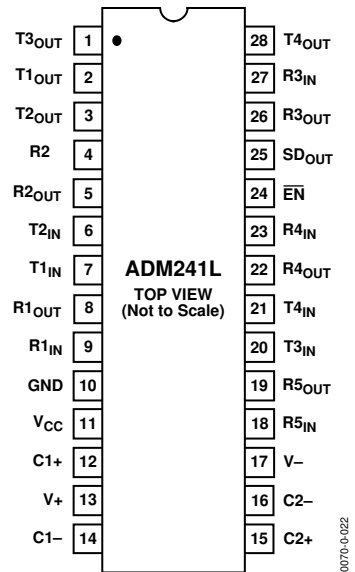 T3OUT 1 28 T4OUT
T1OUT 2 27 R3IN
T2OUT 3 26 R3OUT
R2 4 25 SDOUT
R2OUT 5 24 E̅N̅
T2IN 6 23 R4IN
T1IN 7 ADM241L 22 R4OUT
TOP VIEW
(Not to Scale)
R1OUT 8 21 T4IN
R1IN 9 20 T3IN
GND 10 19 R5OUT
VCC 11 18 R5IN
C1+ 12 17 V–
V+ 13 16 C2–
C1– 14 15 C2+
0070-0-022